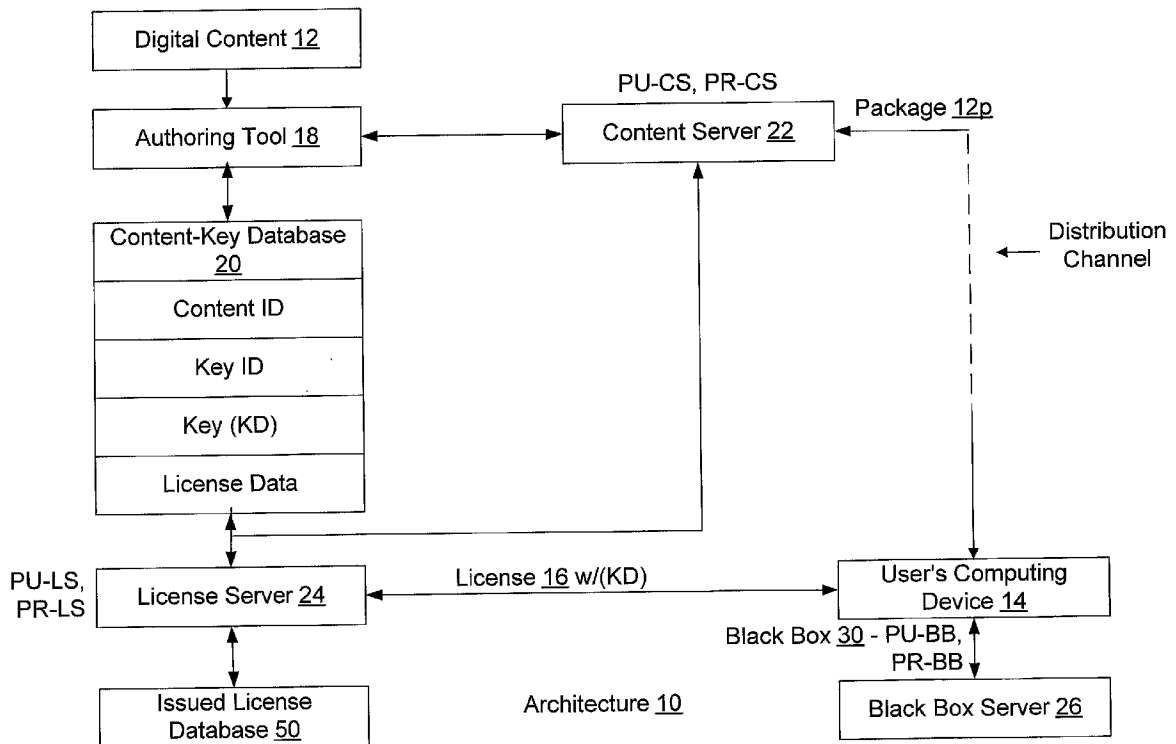 Digital Content 12
PU-CS, PR-CS
Package 12p
Authoring Tool 18
Content Server 22
Content-Key Database
20
Content ID
Key ID
Key (KD)
License Data
Distribution
Channel
PU-LS,
PR-LS
License Server 24
License 16 w/(KD)
User's Computing
Device 14
Black Box 30 - PU-BB,
PR-BB
Issued License
Database 50
Architecture 10
Black Box Server 26